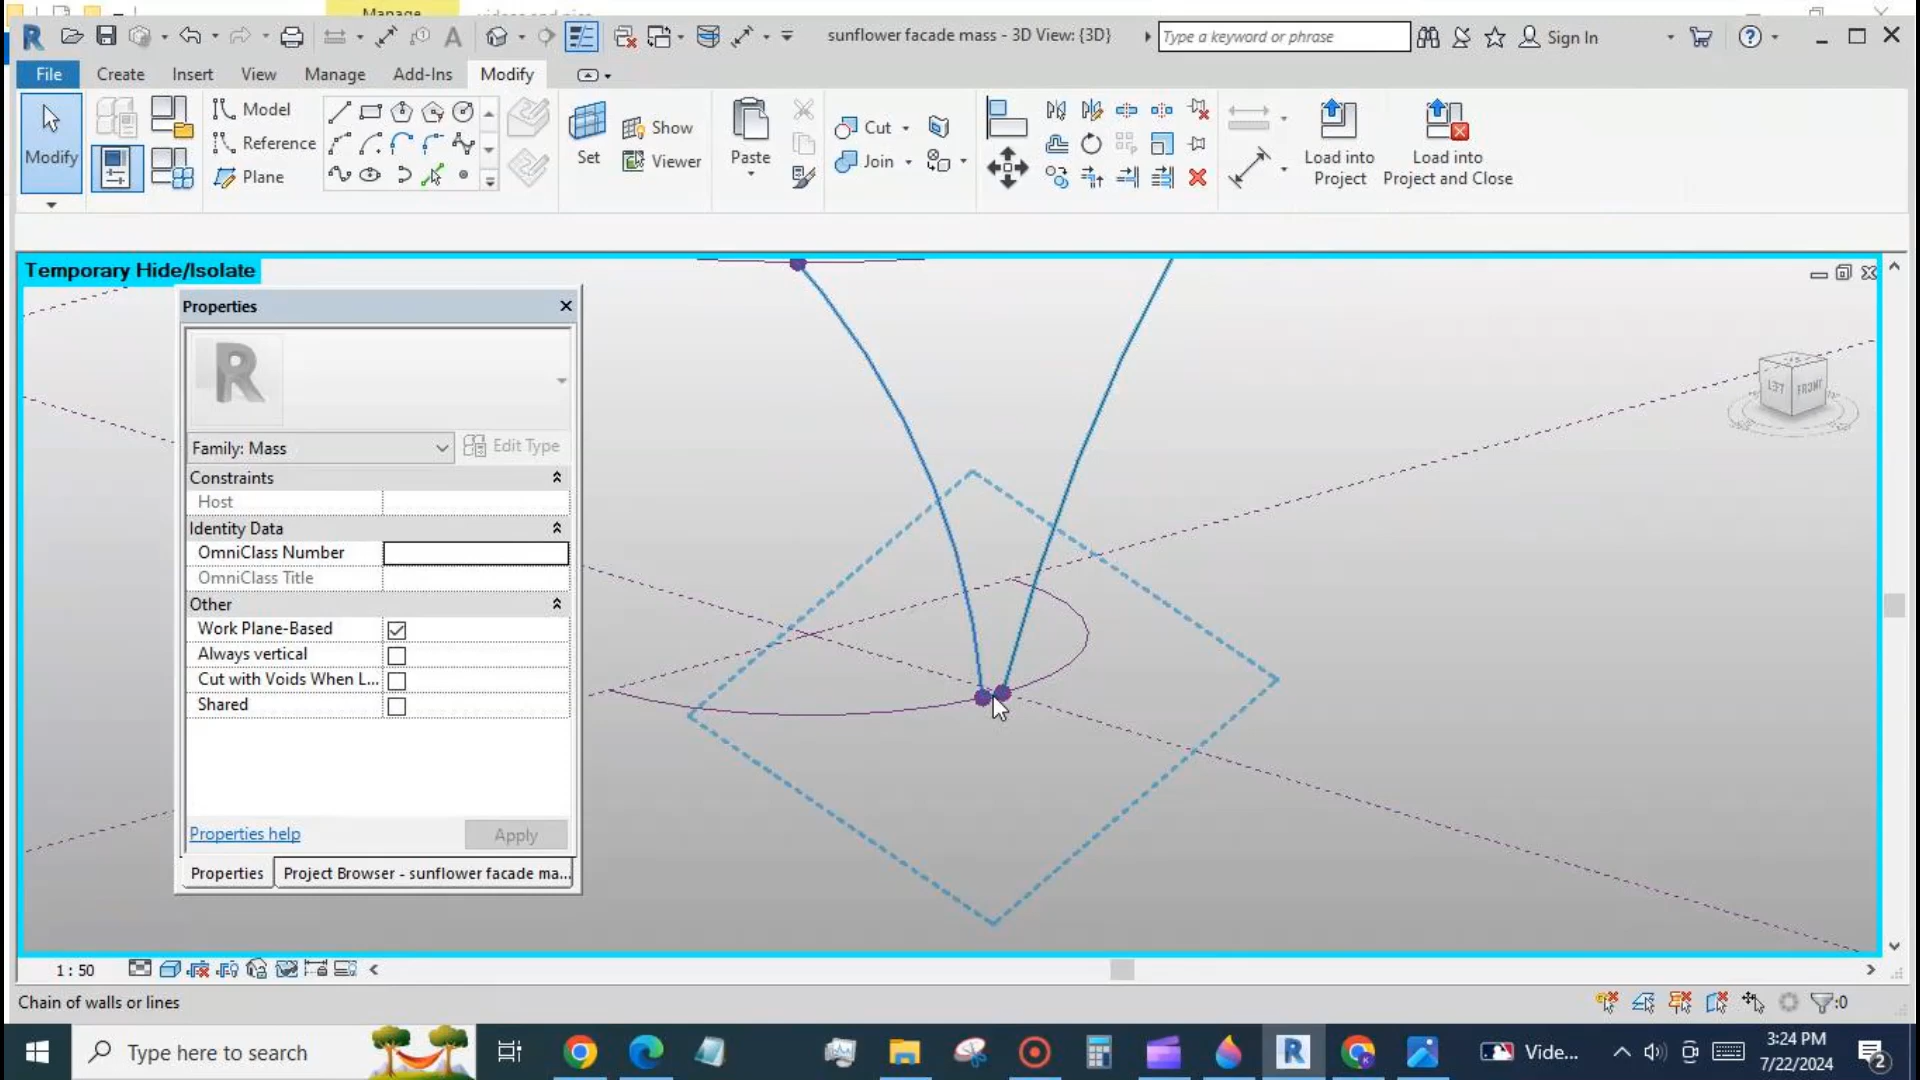 Manage
sunflower facade mass - 3D View: {3D}
Type a keyword or phrase
Sign In
File
Create
Insert
View
Manage
Add-Ins
Modify
Modify
Model
Reference
Plane
Set
Show
Viewer
Paste
Cut
Join
Load into
Project
Load into
Project and Close
Temporary Hide/Isolate
Properties
R
Family: Mass
Edit Type
Constraints
Host
Identity Data
OmniClass Number
OmniClass Title
Other
Work Plane-Based
Always vertical
Cut with Voids When L...
Shared
Properties help
Apply
Properties
Project Browser - sunflower facade ma...
LEFT
FRONT
1 : 50
Chain of walls or lines
:0
Type here to search
Vide...
3:24 PM
7/22/2024
2